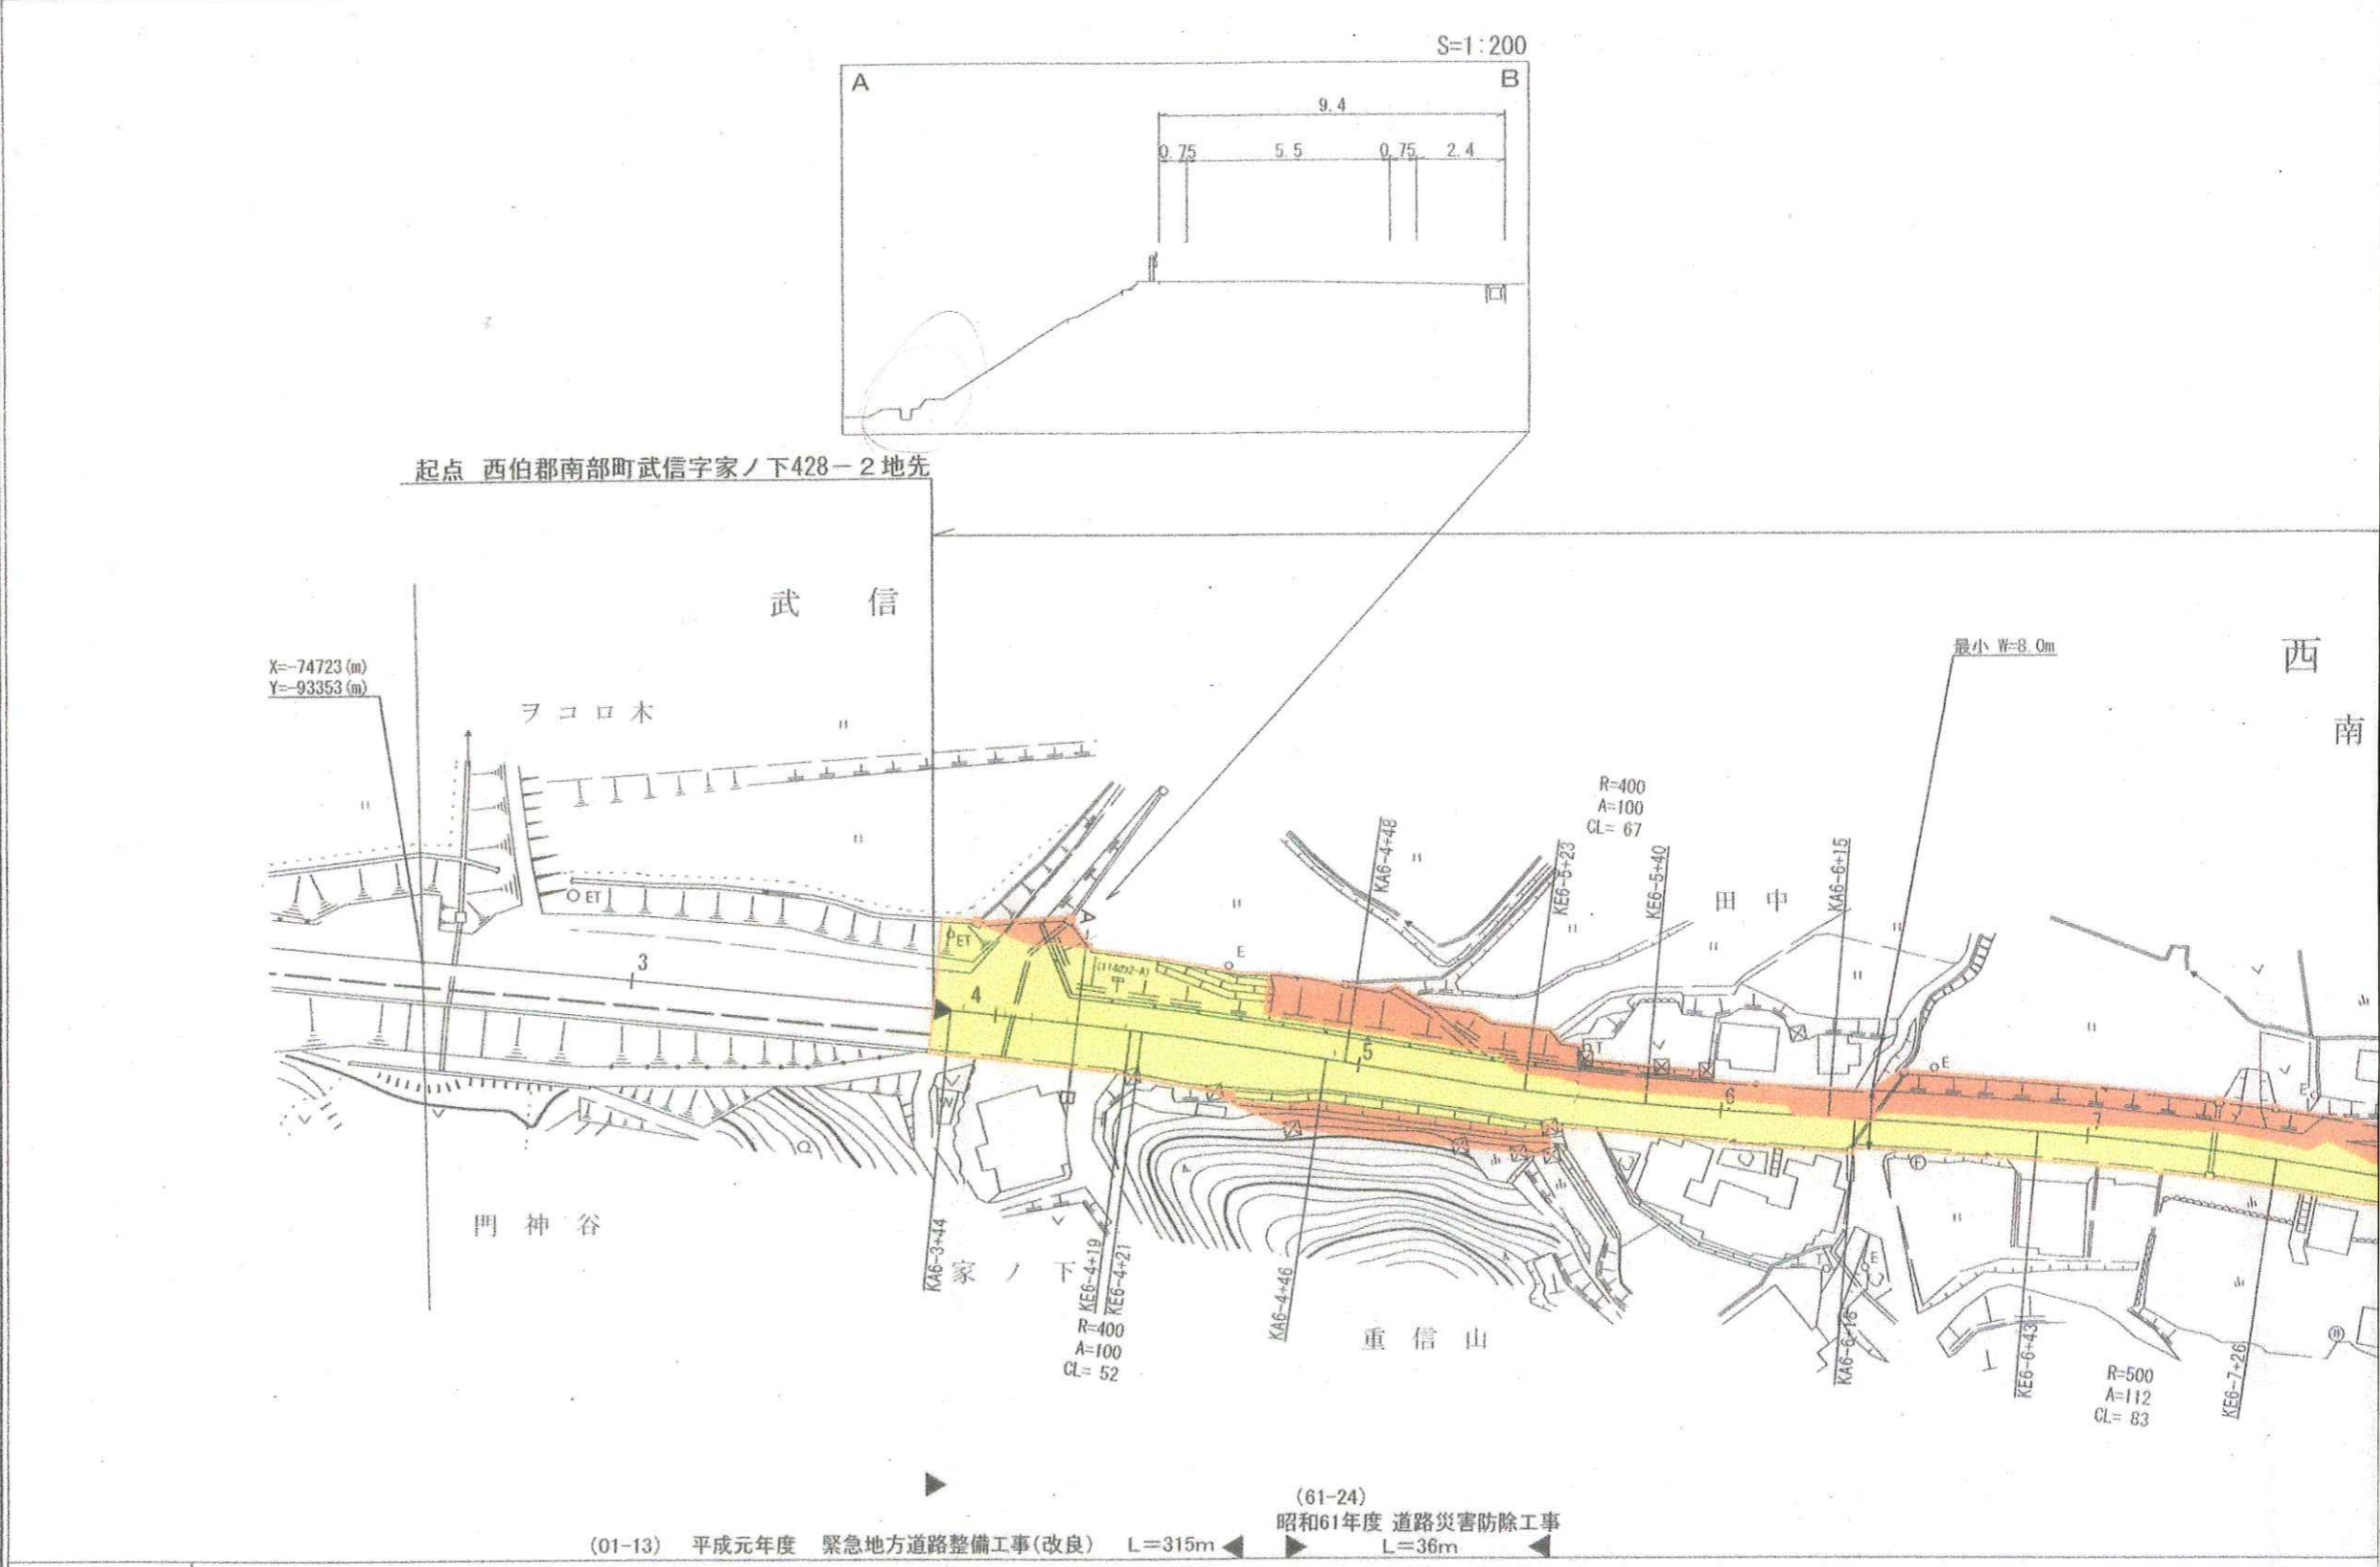 S=1:200
A
B
9.4
0.75
5.5
0.75
2.4
起点 西伯郡南部町武信字家ノ下428－２地先
武 信
西
南
最小 W=8.0m
X=-74723(m)
Y=-93353(m)
ヲコロ木
R=400
A=100
CL= 67
KA6-4+48
KE6-5+23
KE6-5+40
KA6-6+15
田 中
ET
A
ET
E
E
3
4
5
6
7
T
E
W
B
Q
E
門 神 谷
家 ノ 下
重 信 山
KA6-3+44
KE6-4+19
KE6-4+21
R=400
A=100
CL= 52
KA6-4+46
KA6-6+16
KE6-6+43
R=500
A=112
CL= 83
KE6-7+26
(61-24)
昭和61年度 道路災害防除工事
L=36m
(01-13) 平成元年度 緊急地方道路整備工事(改良) L=315m